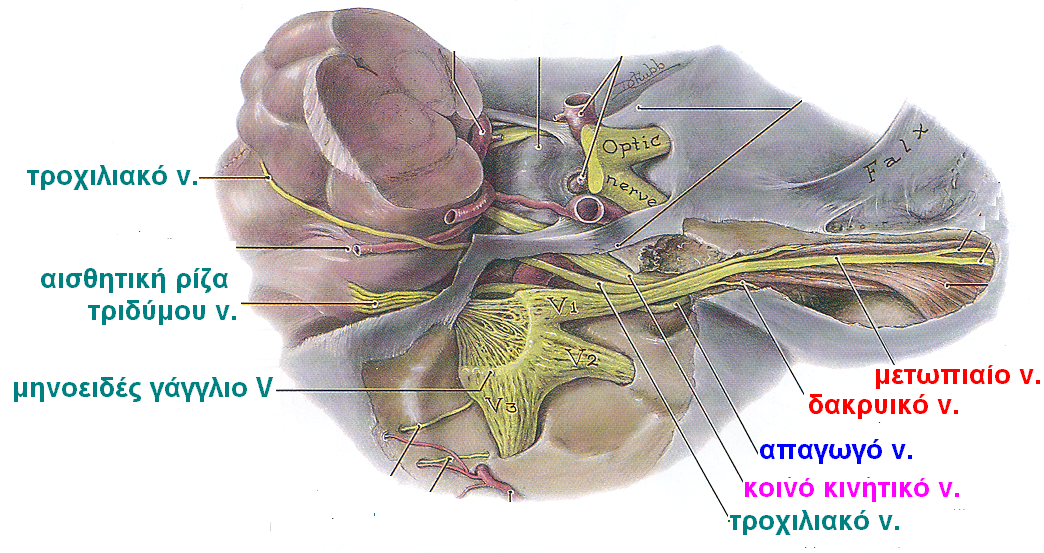 Optic
nerve
Falx
τροχιλιακό ν.
αισθητική ρίζα
τριδύμου ν.
V1
V2
μηνοειδές γάγγλιο V
V3
μετωπιαίο ν.
δακρυικό ν.
απαγωγό ν.
κοινό κινητικό ν.
τροχιλιακό ν.